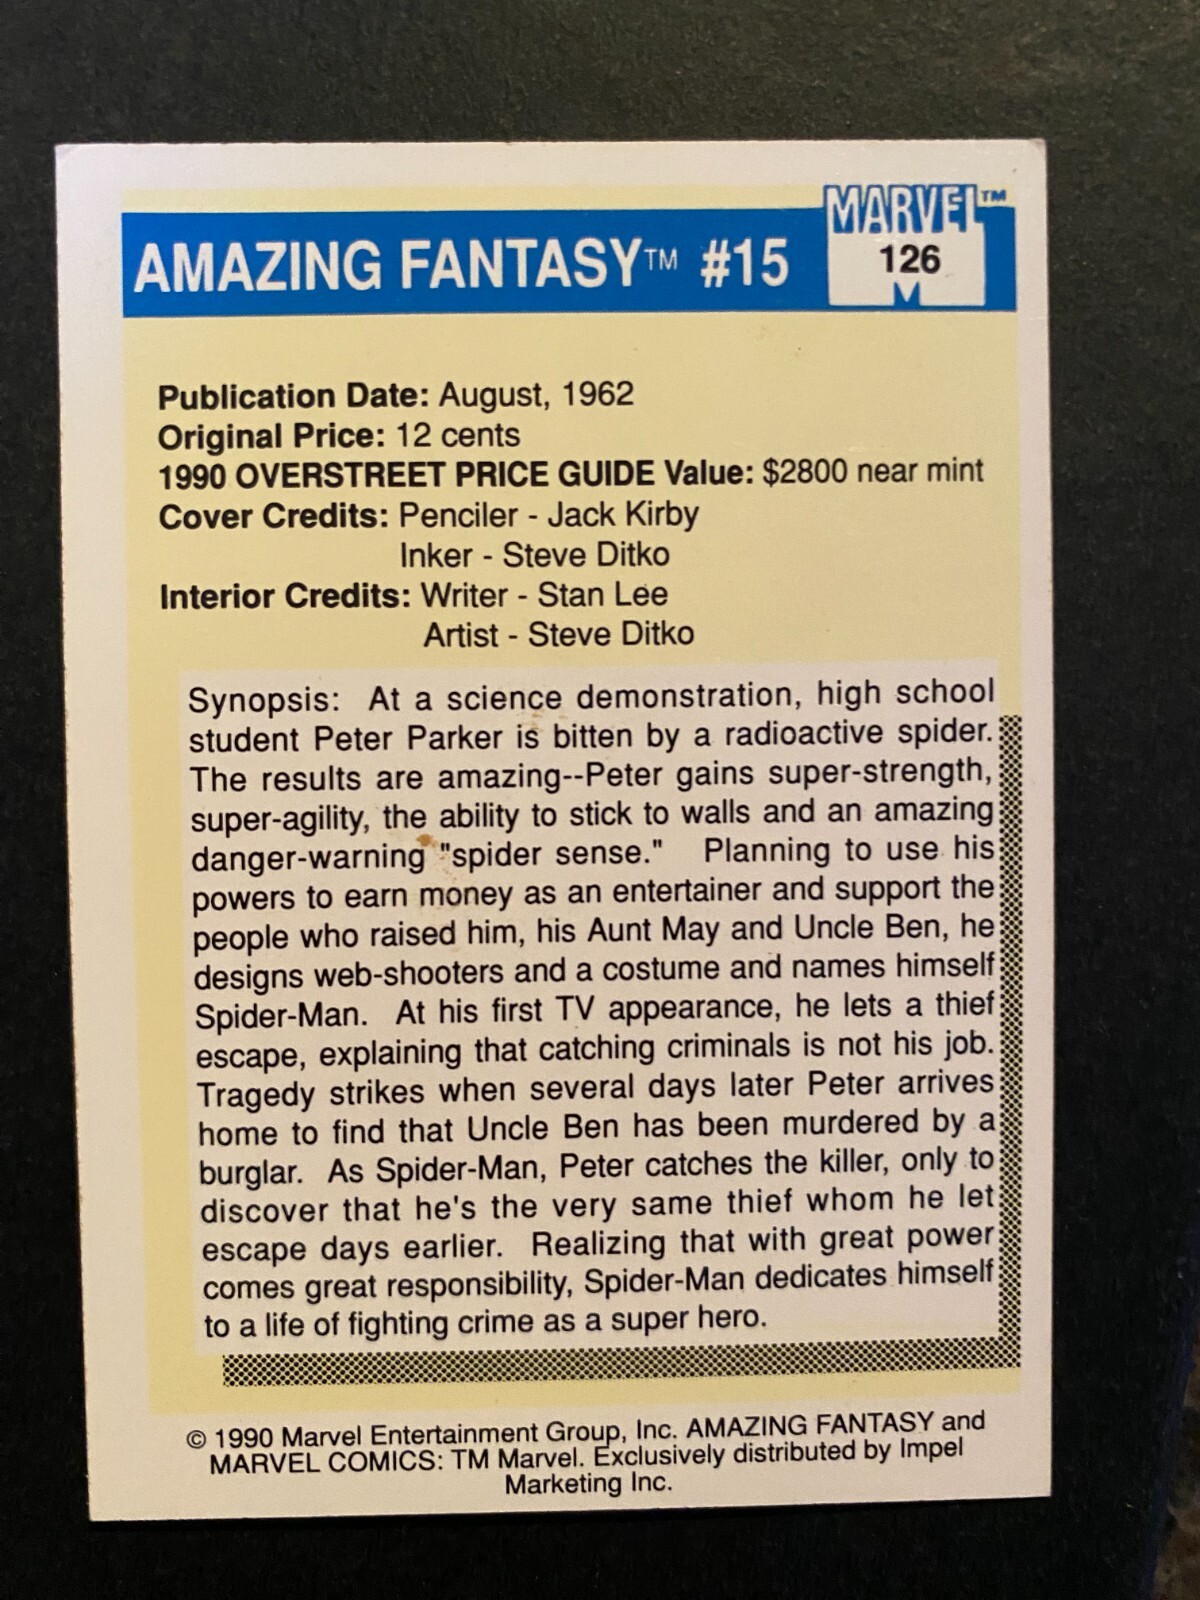 MARVEL™
AMAZING FANTASY™ #15
126
Publication Date: August, 1962
Original Price: 12 cents
1990 OVERSTREET PRICE GUIDE Value: $2800 near mint
Cover Credits: Penciler - Jack Kirby
Inker - Steve Ditko
Interior Credits: Writer - Stan Lee
Artist - Steve Ditko
Synopsis: At a science demonstration, high school
student Peter Parker is bitten by a radioactive spider.
The results are amazing--Peter gains super-strength,
super-agility, the ability to stick to walls and an amazing
danger-warning "spider sense." Planning to use his
powers to earn money as an entertainer and support the
people who raised him, his Aunt May and Uncle Ben, he
designs web-shooters and a costume and names himself
Spider-Man. At his first TV appearance, he lets a thief
escape, explaining that catching criminals is not his job.
Tragedy strikes when several days later Peter arrives
home to find that Uncle Ben has been murdered by a
burglar. As Spider-Man, Peter catches the killer, only to
discover that he's the very same thief whom he let
escape days earlier. Realizing that with great power
comes great responsibility, Spider-Man dedicates himself
to a life of fighting crime as a super hero.
© 1990 Marvel Entertainment Group, Inc. AMAZING FANTASY and
MARVEL COMICS: TM Marvel. Exclusively distributed by Impel
Marketing Inc.